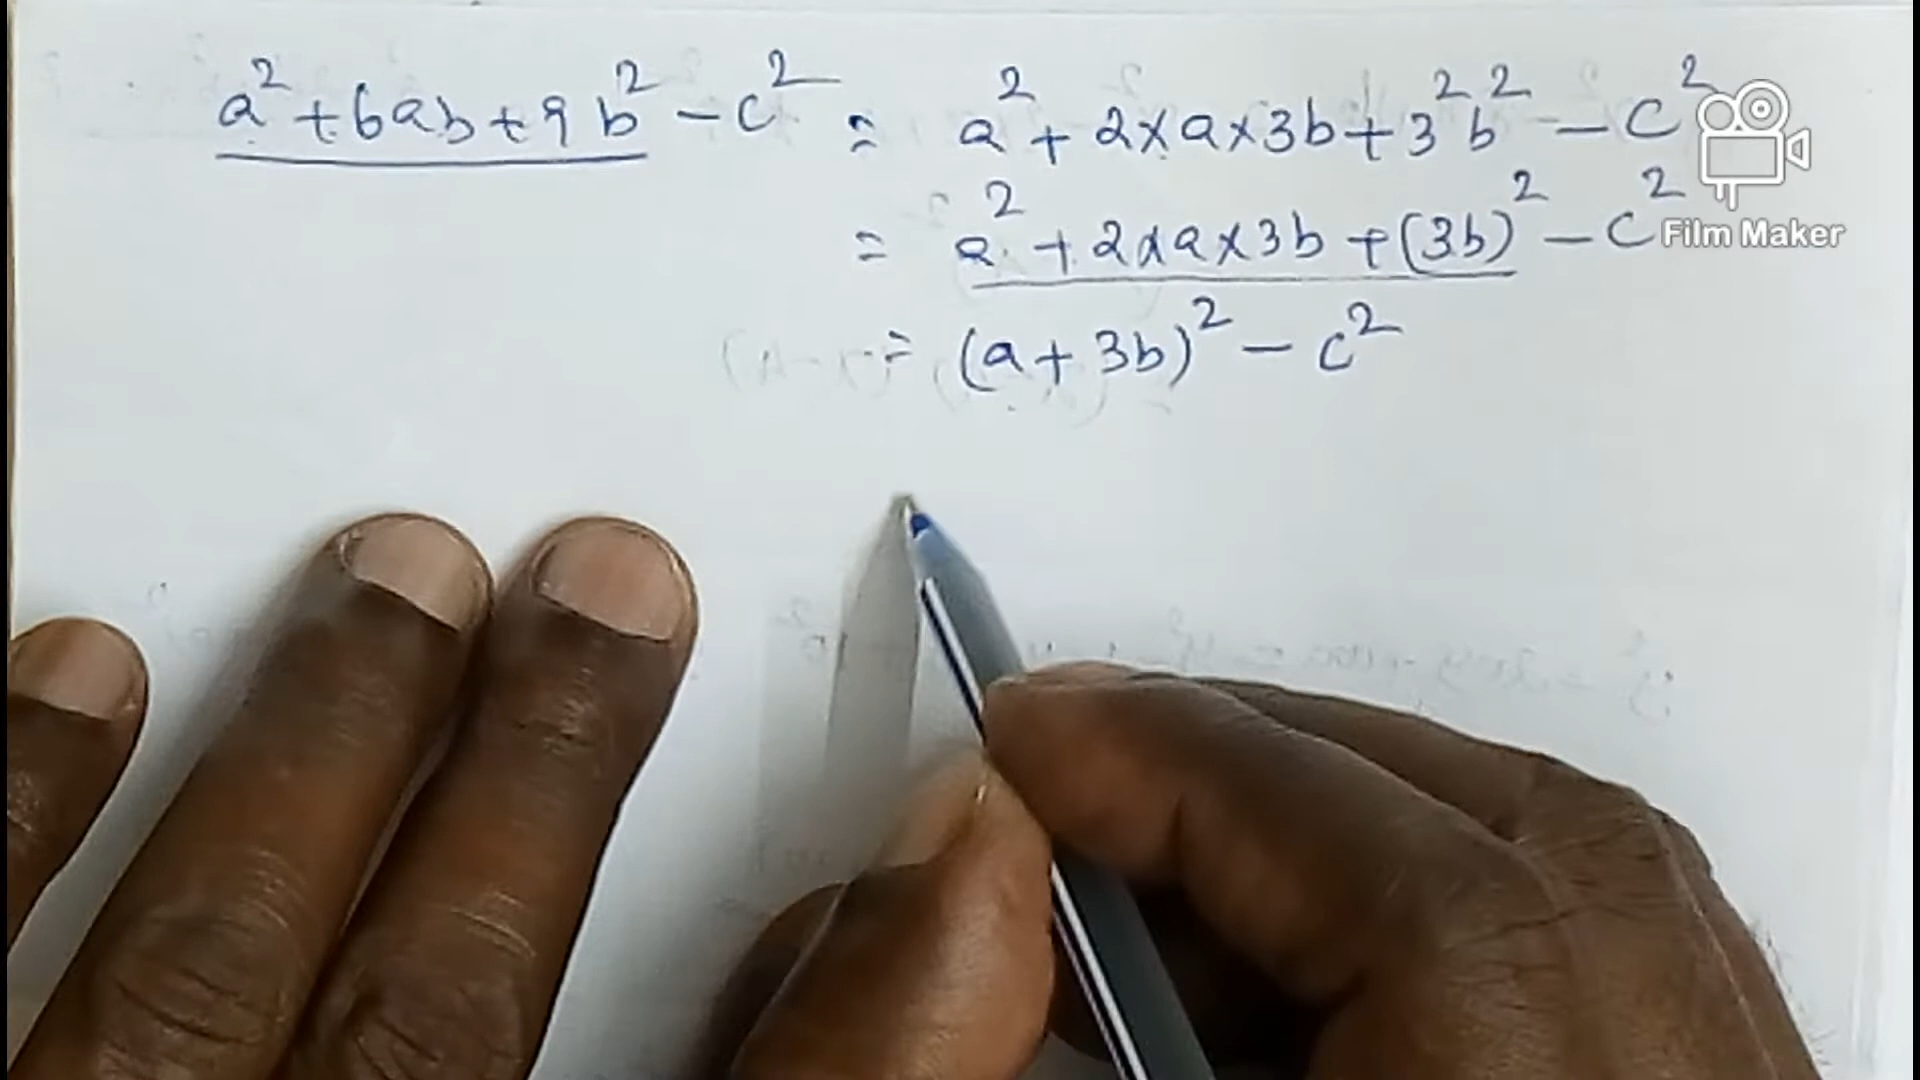 a² + 6ab + 9b² - c² = a² + 2×a×3b + 3²b² - c²
= a² + 2×a×3b + (3b)² - c²
Film Maker
= (a + 3b)² - c²